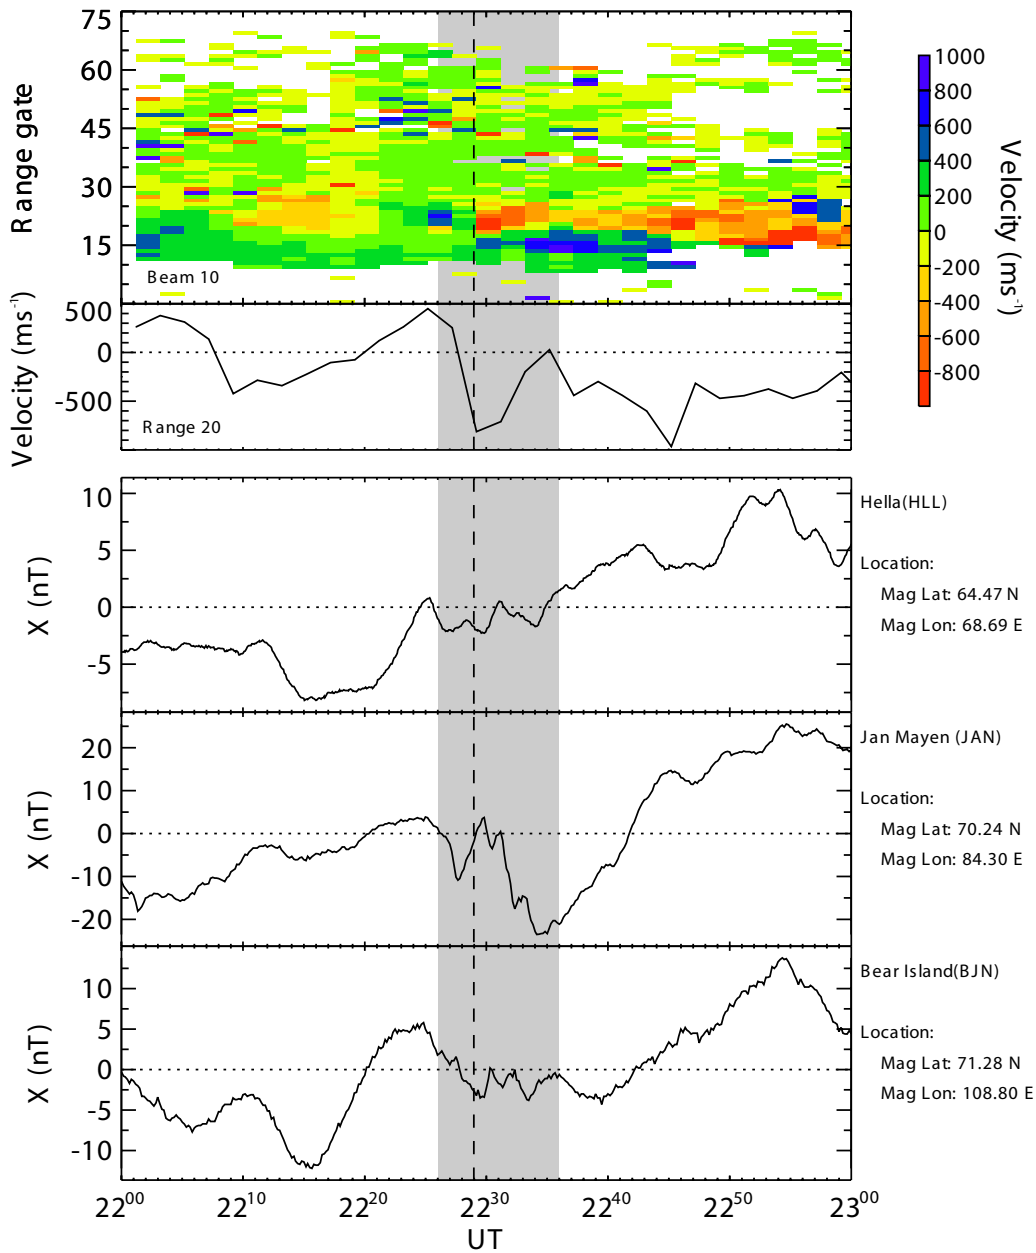 75
60
45
30
15
Range gate
Beam 10
1000
800
600
400
200
0
-200
-400
-600
-800
Velocity (ms⁻¹)
500
0
-500
Velocity (ms⁻¹)
Range 20
10
5
0
-5
X (nT)
Hella(HLL)
Location:
Mag Lat: 64.47 N
Mag Lon: 68.69 E
20
10
0
-10
-20
X (nT)
Jan Mayen (JAN)
Location:
Mag Lat: 70.24 N
Mag Lon: 84.30 E
10
5
0
-5
-10
X (nT)
Bear Island(BJN)
Location:
Mag Lat: 71.28 N
Mag Lon: 108.80 E
22⁰⁰ 22¹⁰ 22²⁰ 22³⁰ 22⁴⁰ 22⁵⁰ 23⁰⁰
UT